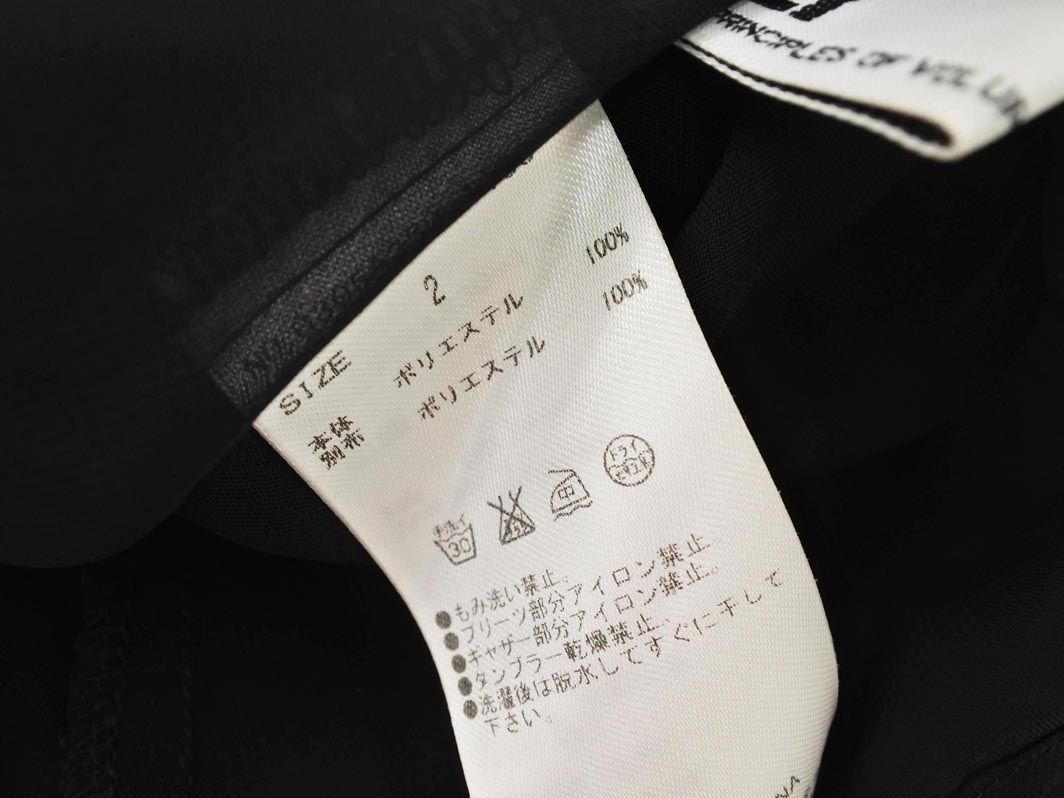 PRINCIPLES OF
SIZE 2
本体 ポリエステル 100%
別布 ポリエステル 100%
手洗イ 30
中
ドライ
●もみ洗い禁止。
●プリーツ部分アイロン禁止。
●ギャザー部分アイロン禁止。
●タンブラー乾燥禁止。
●洗濯後は脱水してすぐに干して
下さい。